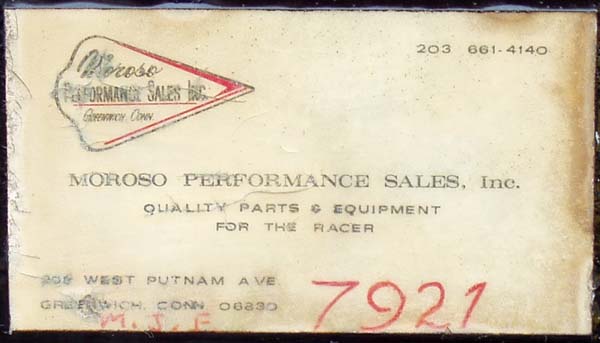 203 661-4140
Moroso
PERFORMANCE SALES INC.
GREENWICH, CONN.
MOROSO PERFORMANCE SALES, Inc.
QUALITY PARTS & EQUIPMENT
FOR THE RACER
WEST PUTNAM AVE.
GREENWICH, CONN 06830
M. J. F.
7921